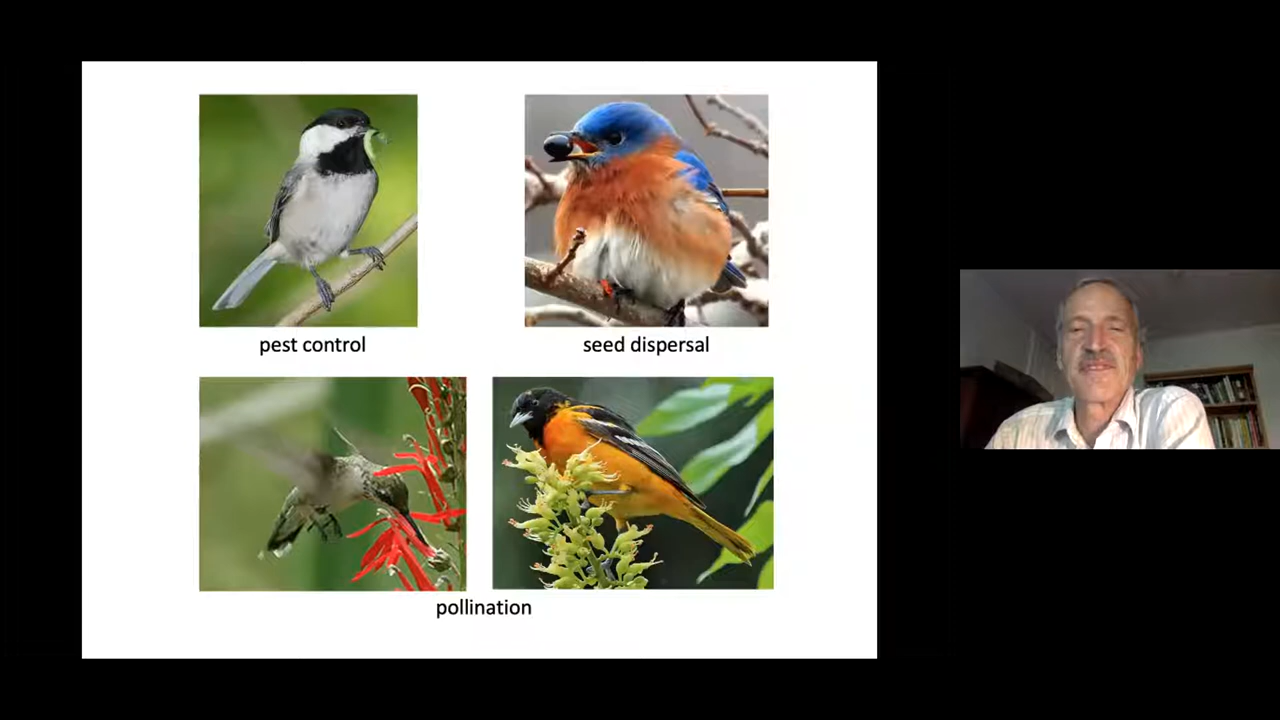 pest control
seed dispersal
pollination